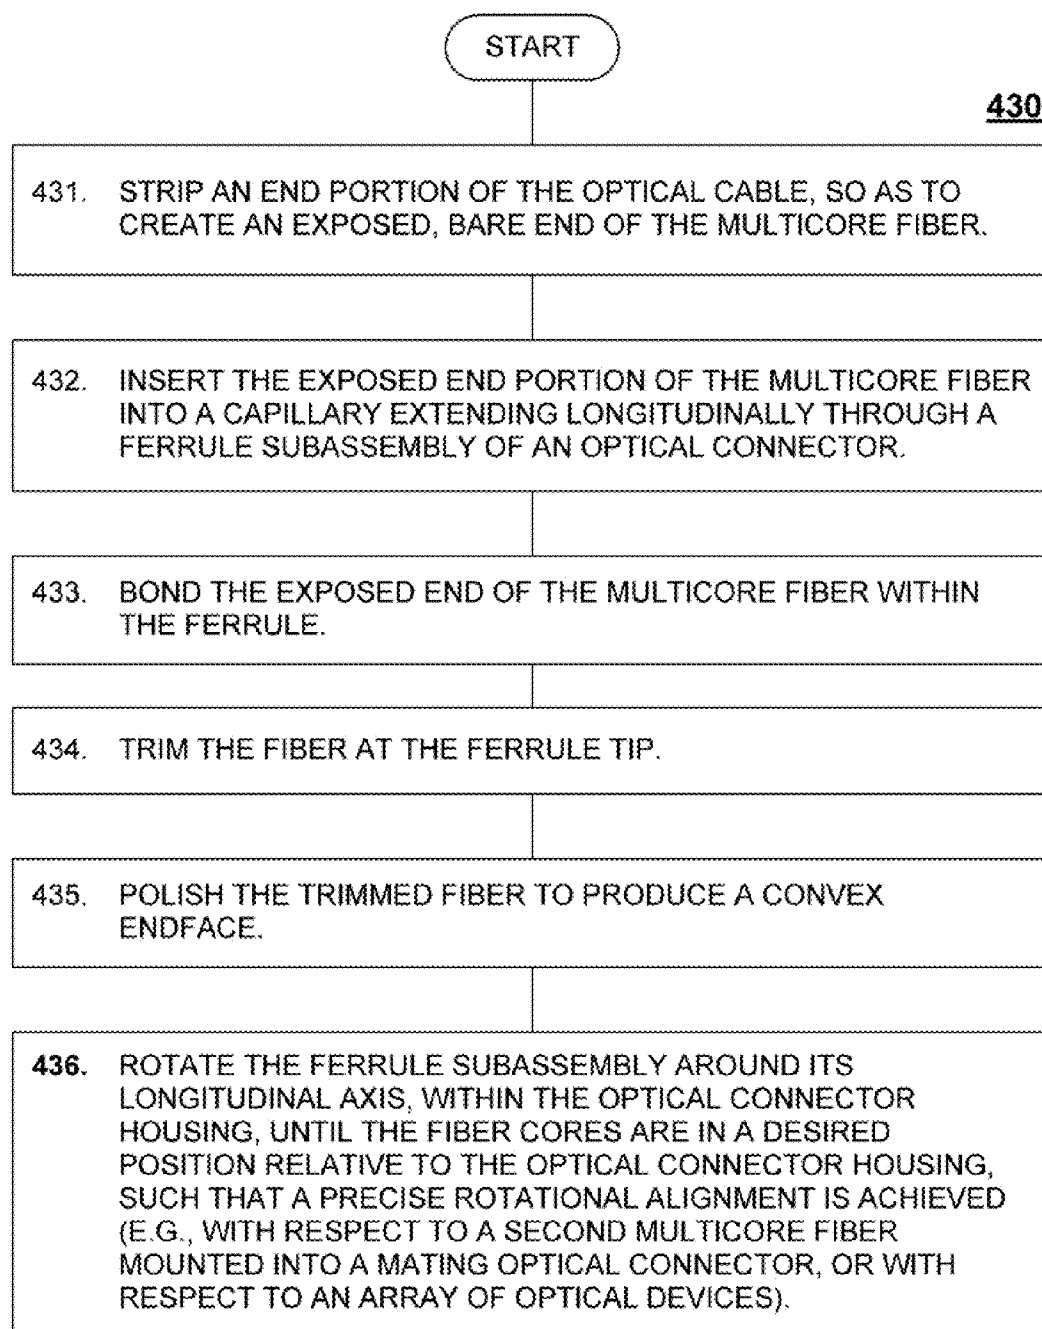 START
430
431. STRIP AN END PORTION OF THE OPTICAL CABLE, SO AS TO
CREATE AN EXPOSED, BARE END OF THE MULTICORE FIBER.
432. INSERT THE EXPOSED END PORTION OF THE MULTICORE FIBER
INTO A CAPILLARY EXTENDING LONGITUDINALLY THROUGH A
FERRULE SUBASSEMBLY OF AN OPTICAL CONNECTOR.
433. BOND THE EXPOSED END OF THE MULTICORE FIBER WITHIN
THE FERRULE.
434. TRIM THE FIBER AT THE FERRULE TIP.
435. POLISH THE TRIMMED FIBER TO PRODUCE A CONVEX
ENDFACE.
436. ROTATE THE FERRULE SUBASSEMBLY AROUND ITS
LONGITUDINAL AXIS, WITHIN THE OPTICAL CONNECTOR
HOUSING, UNTIL THE FIBER CORES ARE IN A DESIRED
POSITION RELATIVE TO THE OPTICAL CONNECTOR HOUSING,
SUCH THAT A PRECISE ROTATIONAL ALIGNMENT IS ACHIEVED
(E.G., WITH RESPECT TO A SECOND MULTICORE FIBER
MOUNTED INTO A MATING OPTICAL CONNECTOR, OR WITH
RESPECT TO AN ARRAY OF OPTICAL DEVICES).